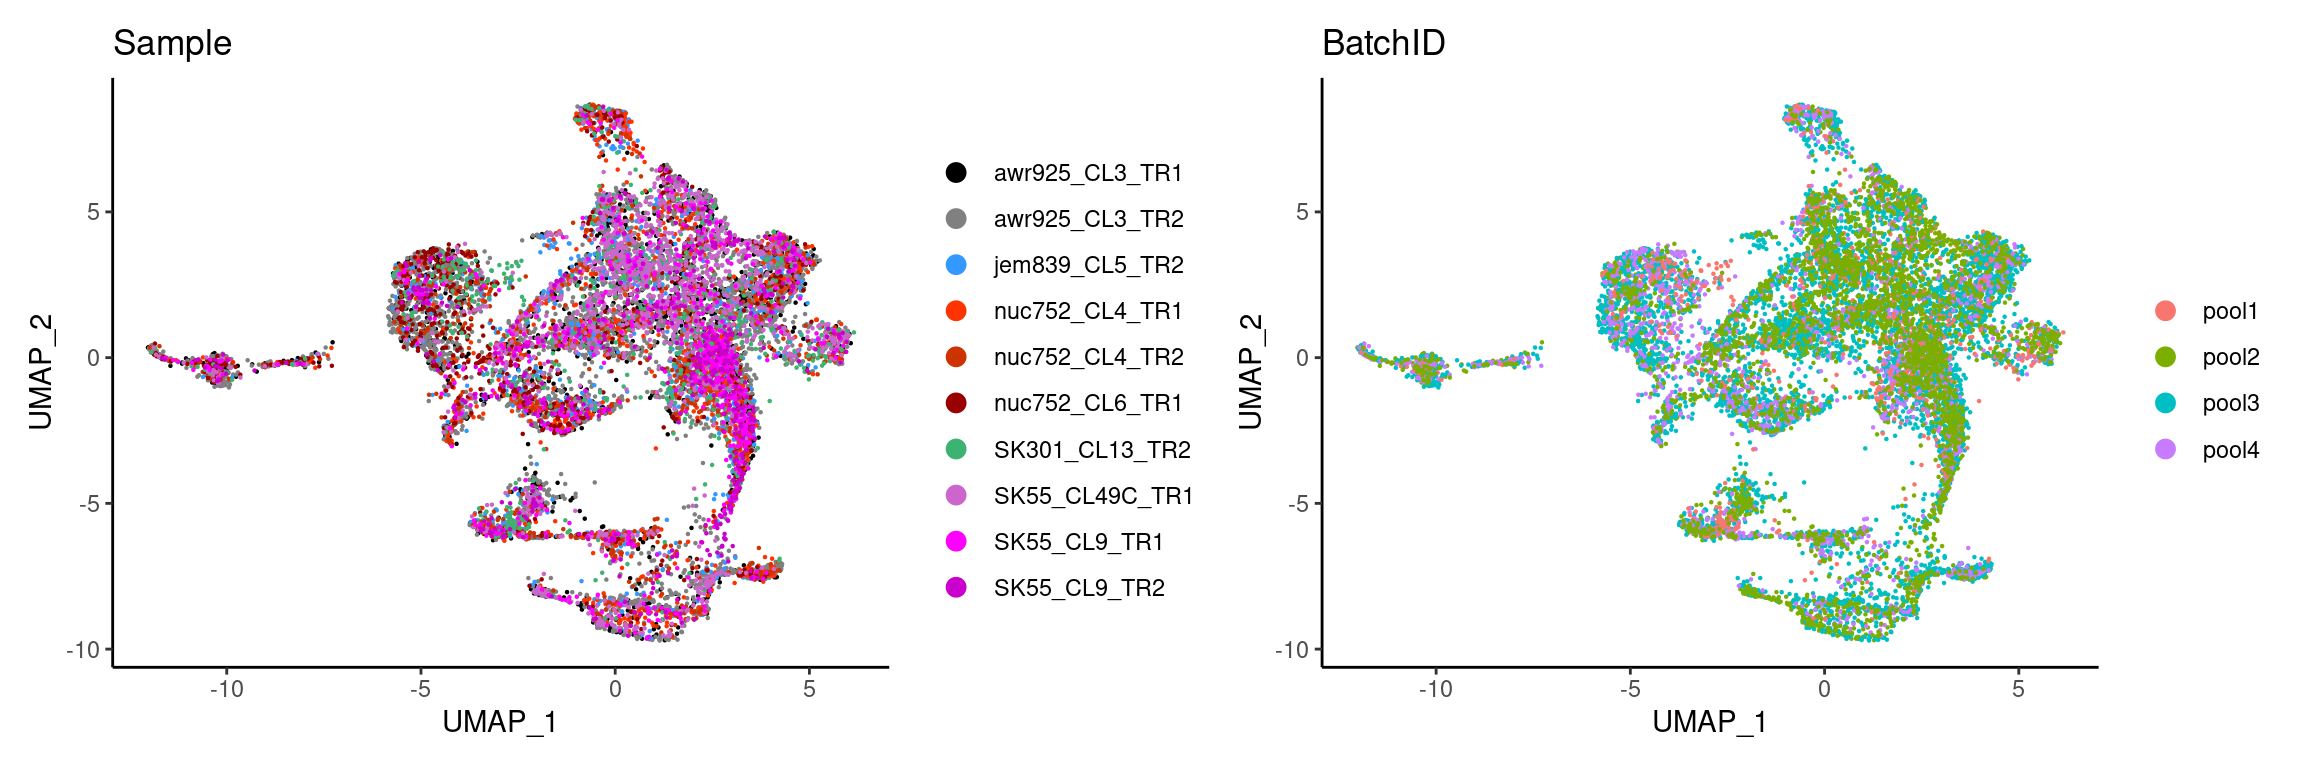 Sample
5
0
-5
-10
UMAP_2
-10
-5
0
5
UMAP_1
awr925_CL3_TR1
awr925_CL3_TR2
jem839_CL5_TR2
nuc752_CL4_TR1
nuc752_CL4_TR2
nuc752_CL6_TR1
SK301_CL13_TR2
SK55_CL49C_TR1
SK55_CL9_TR1
SK55_CL9_TR2
BatchID
5
0
-5
-10
UMAP_2
-10
-5
0
5
UMAP_1
pool1
pool2
pool3
pool4